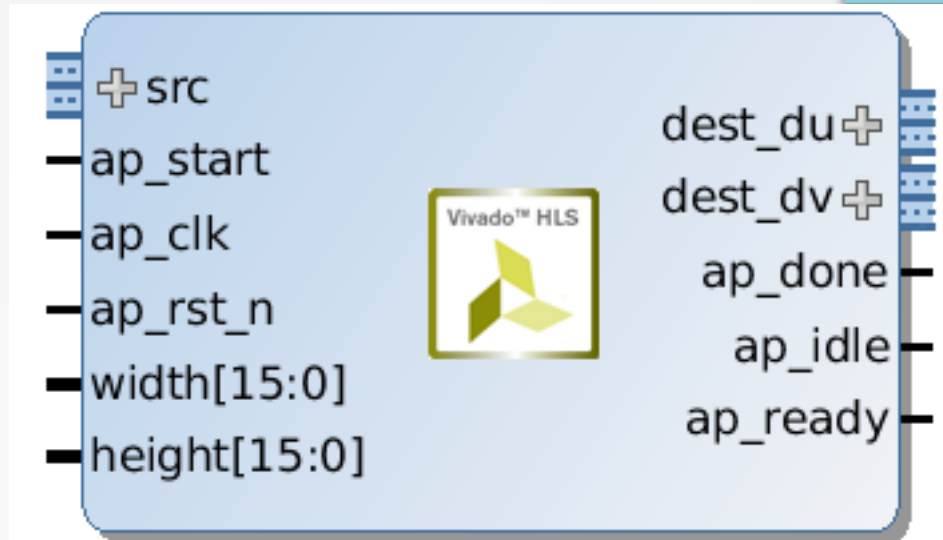 src
ap_start
ap_clk
ap_rst_n
width[15:0]
height[15:0]
Vivado™ HLS
dest_du
dest_dv
ap_done
ap_idle
ap_ready